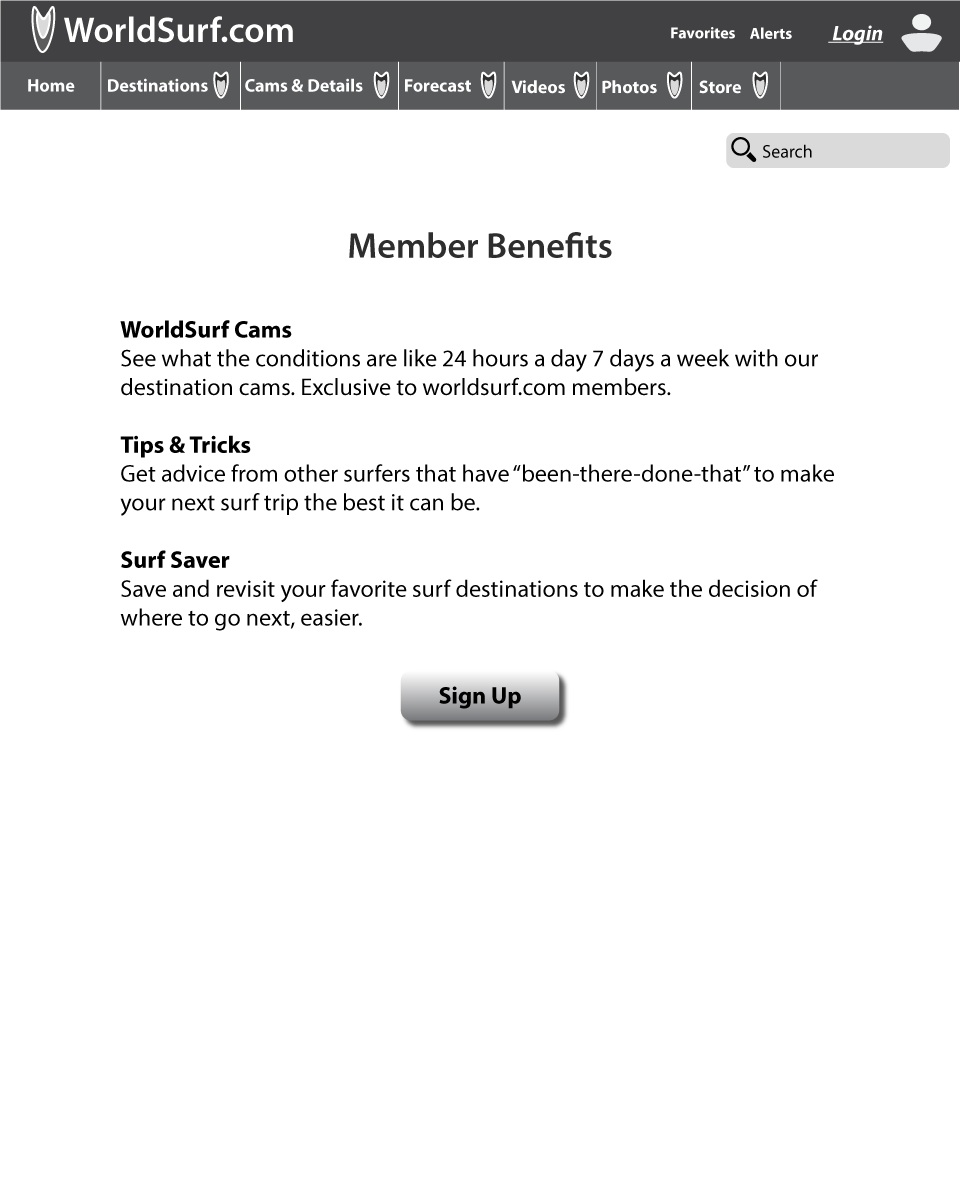 WorldSurf.com
Favorites Alerts Login
Home Destinations Cams & Details Forecast Videos Photos Store
Search
Member Benefits
WorldSurf Cams
See what the conditions are like 24 hours a day 7 days a week with our
destination cams. Exclusive to worldsurf.com members.
Tips & Tricks
Get advice from other surfers that have “been-there-done-that” to make
your next surf trip the best it can be.
Surf Saver
Save and revisit your favorite surf destinations to make the decision of
where to go next, easier.
Sign Up